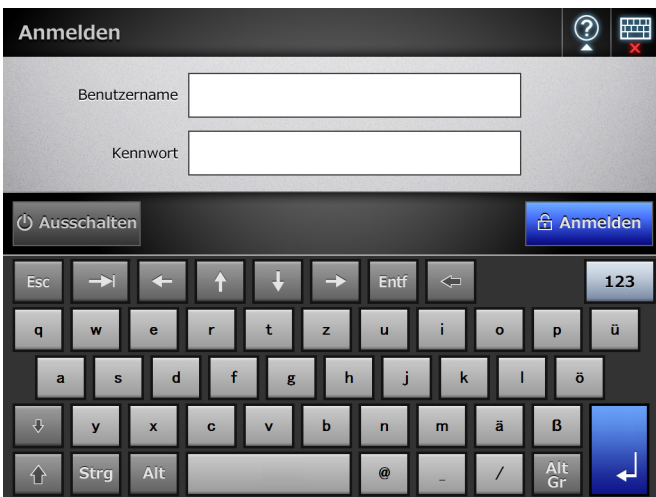 Anmelden ?
Benutzername
Kennwort
Ausschalten Anmelden
Esc Entf 123
q w e r t z u i o p ü
a s d f g h j k l ö
y x c v b n m ä ß
Strg Alt @ _ / Alt Gr